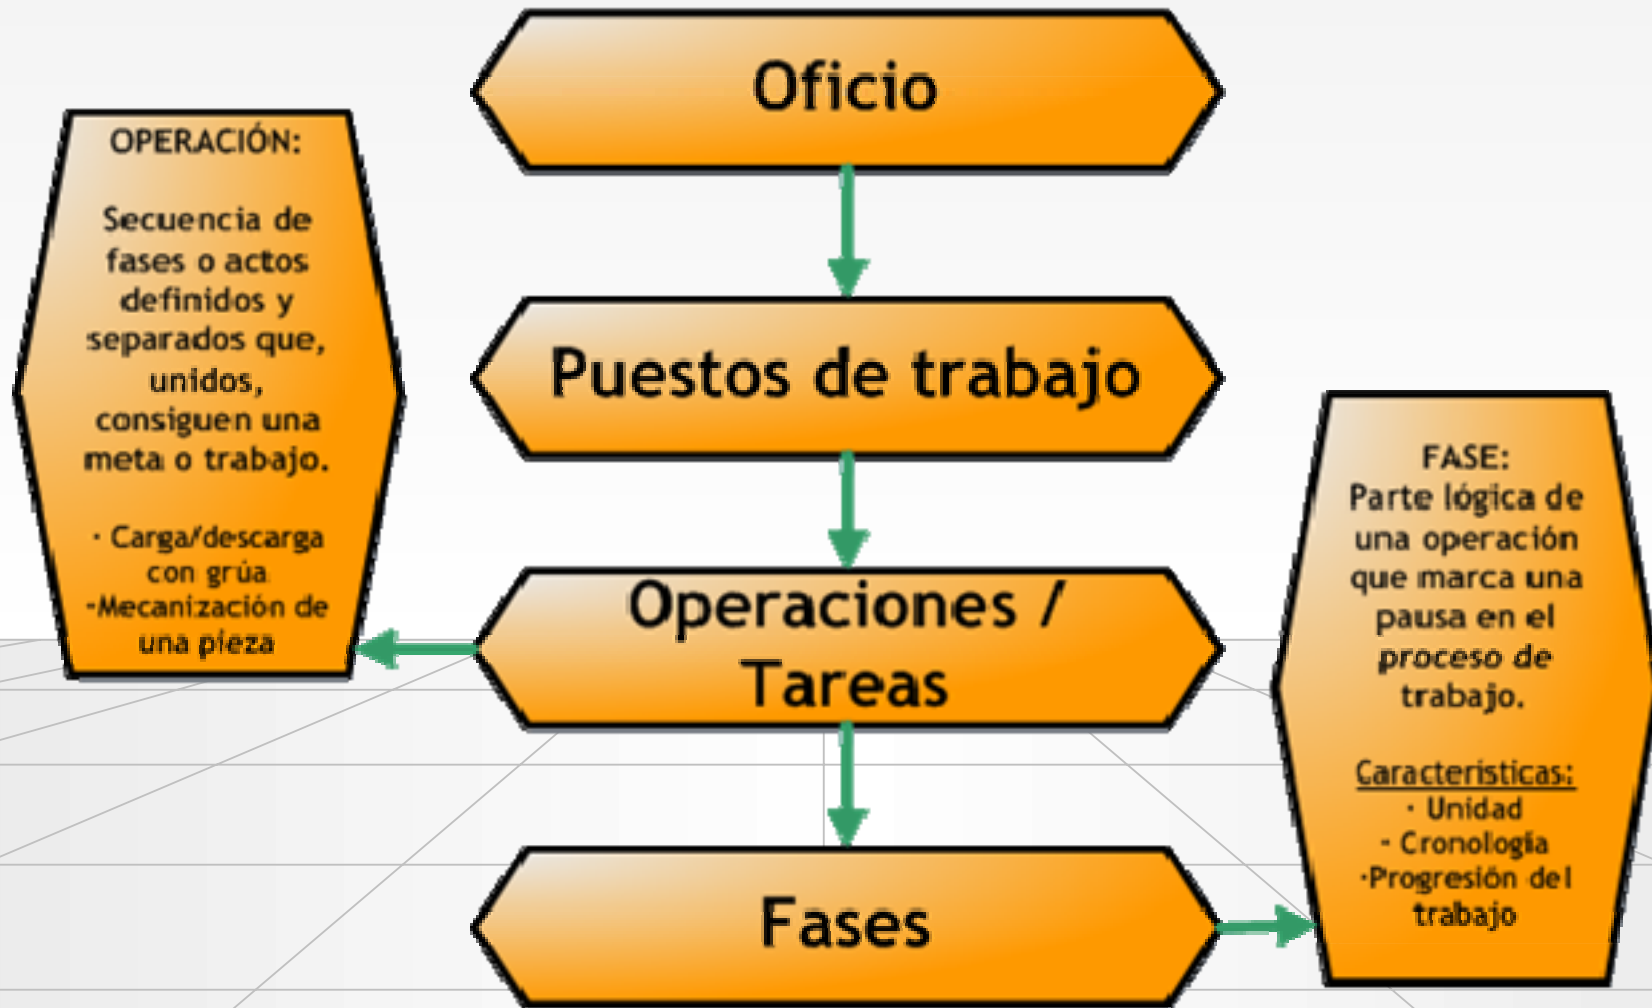 Oficio
OPERACIÓN:
Secuencia de
fases o actos
definidos y
separados que,
unidos,
consiguen una
meta o trabajo.
· Carga/descarga
con grúa
-Mecanización de
una pieza
Puestos de trabajo
Operaciones /
Tareas
FASE:
Parte lógica de
una operación
que marca una
pausa en el
proceso de
trabajo.
Características:
· Unidad
- Cronología
·Progresión del
trabajo
Fases